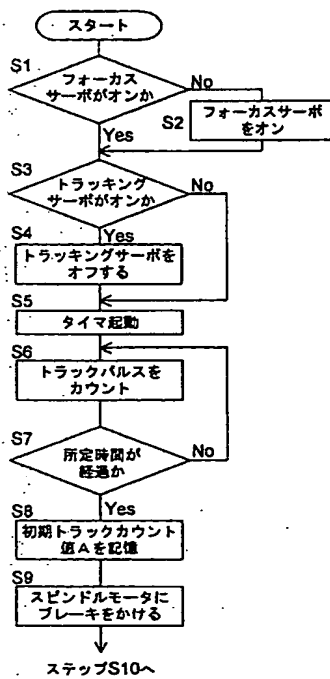 スタート
S1
フォーカス
サーボがオンか
No
Yes
S2
フォーカスサーボ
をオン
S3
トラッキング
サーボがオンか
No
Yes
S4
トラッキングサーボを
オフする
S5
タイマ起動
S6
トラックパルスを
カウント
S7
所定時間が
経過か
No
Yes
S8
初期トラックカウント
値Aを記憶
S9
スピンドルモータに
ブレーキをかける
ステップS10へ